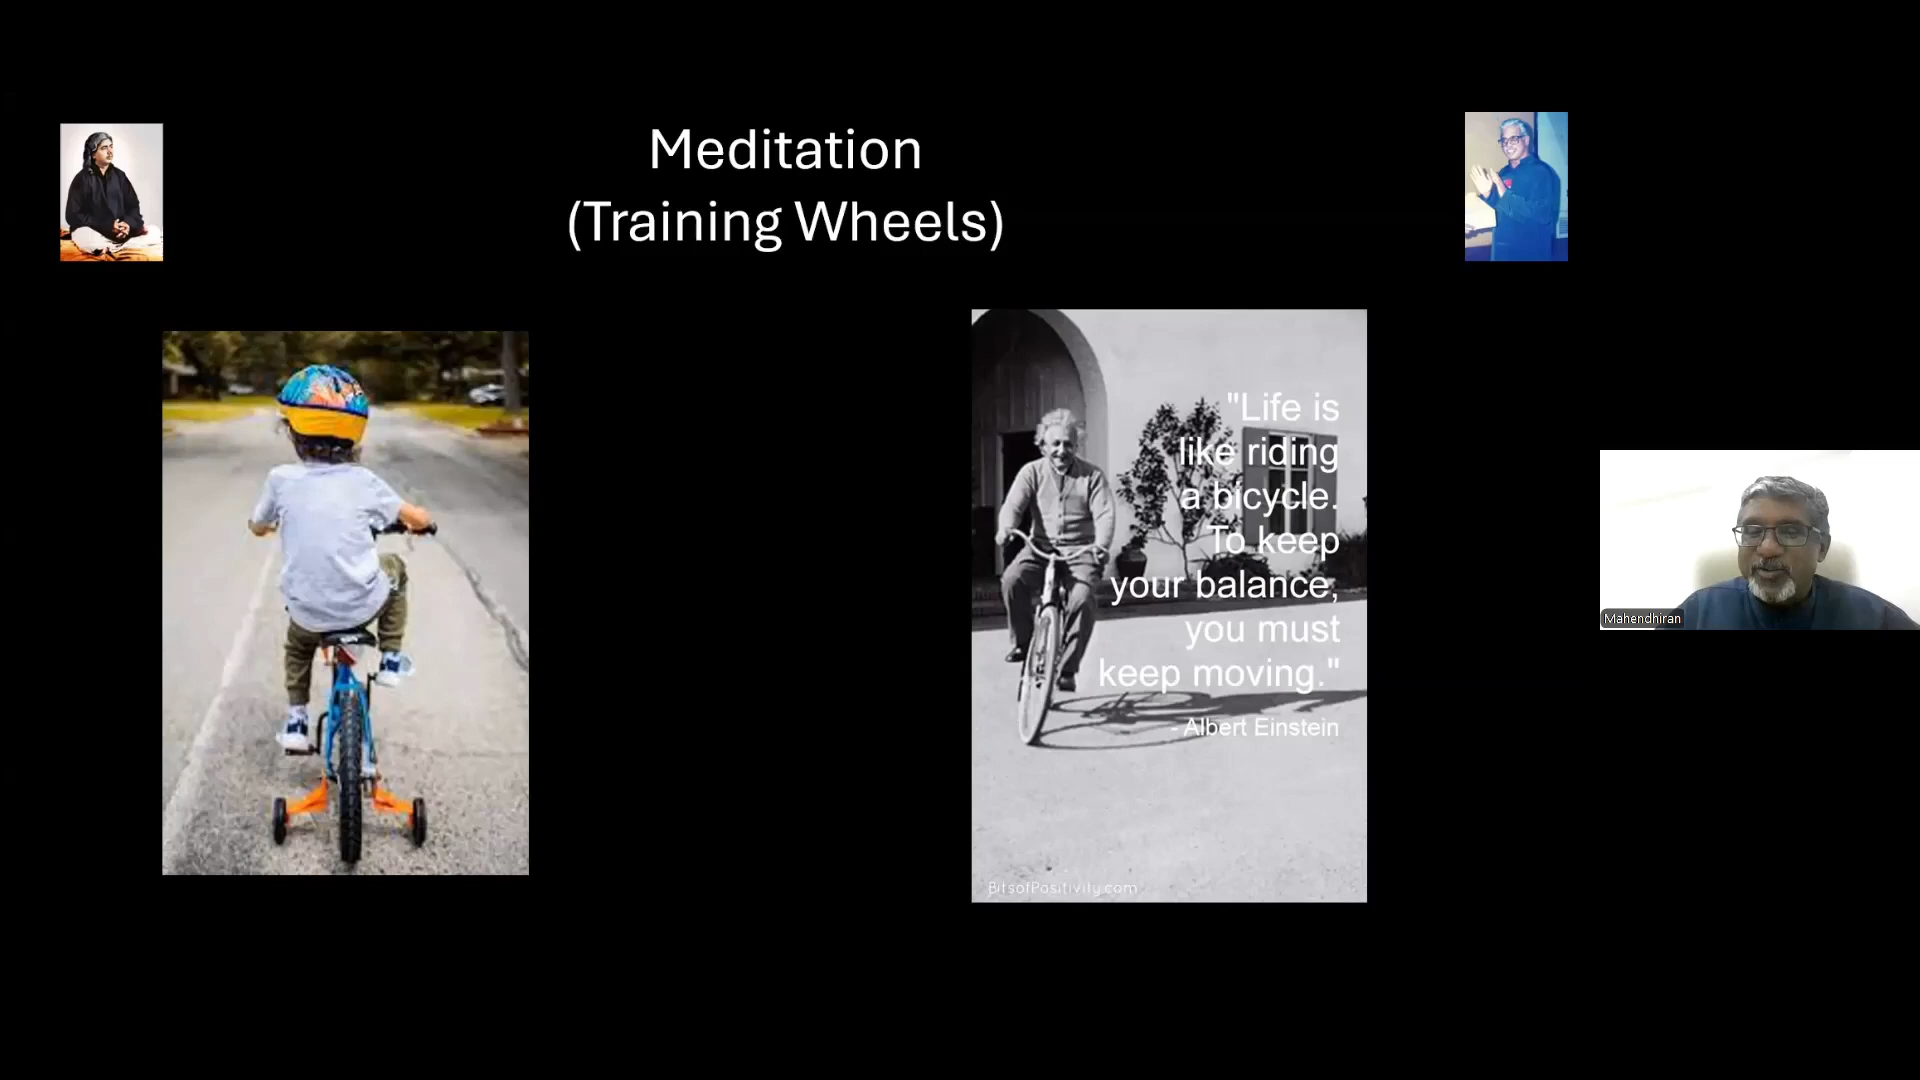 Meditation
(Training Wheels)
"Life is
like riding
a bicycle.
To keep
your balance,
you must
keep moving."
- Albert Einstein
BitsofPositivity.com
Mahendhiran